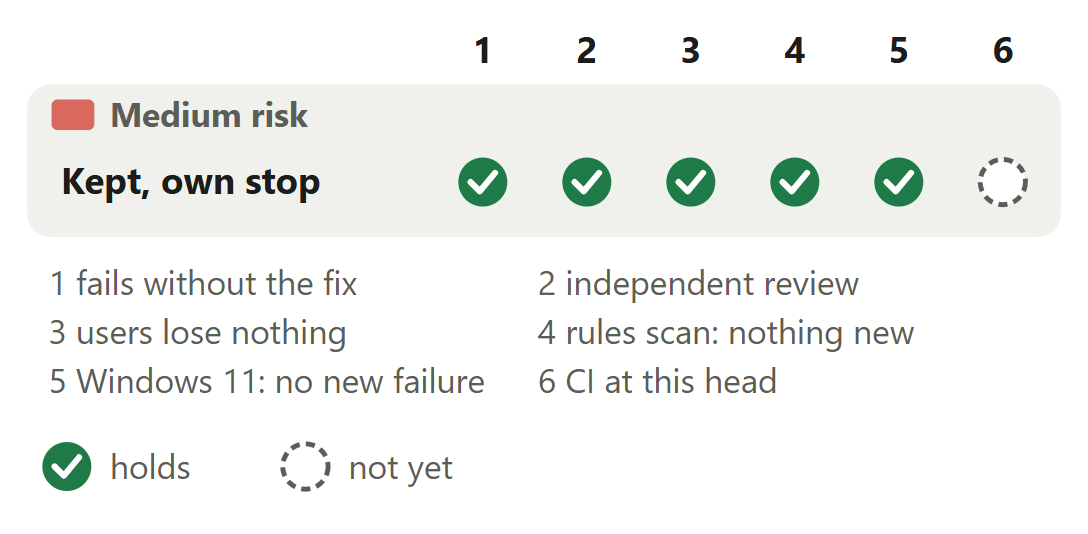 1 2 3 4 5 6
Medium risk
Kept, own stop
1 fails without the fix
2 independent review
3 users lose nothing
4 rules scan: nothing new
5 Windows 11: no new failure
6 CI at this head
holds
not yet